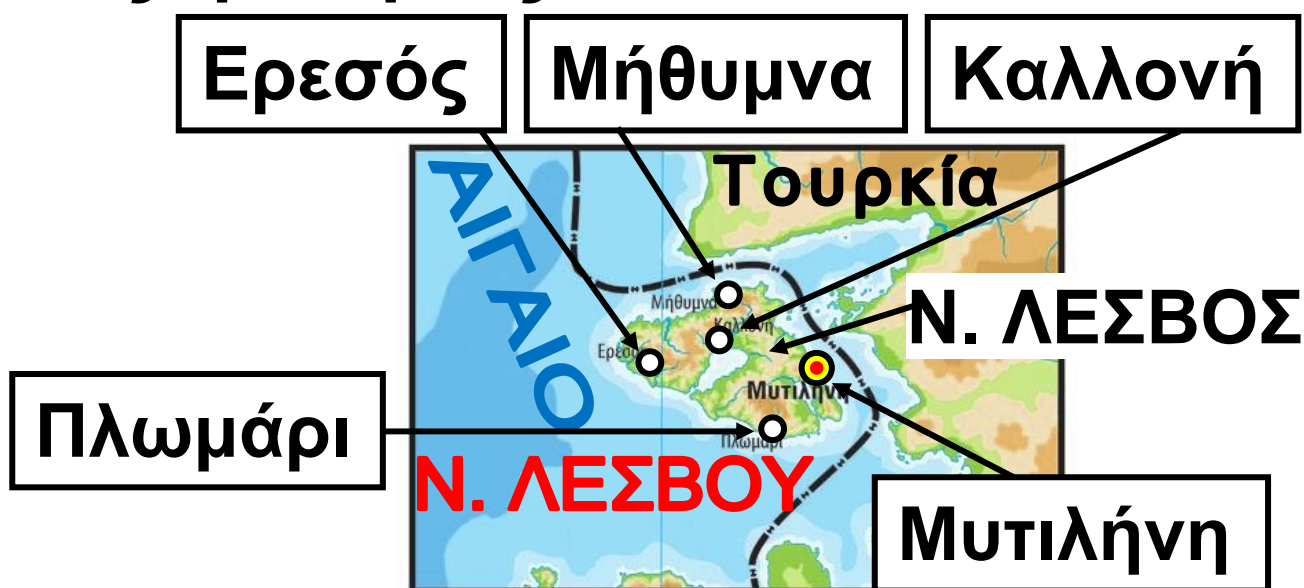 Ερεσός
Μήθυμνα
Καλλονή
Τουρκία
ΑΙΓΑΙΟ
Μήθυμνα
Καλλονή
Ν. ΛΕΣΒΟΣ
Ερεσός
Μυτιλήνη
Πλωμάρι
Πλωμάρι
Ν. ΛΕΣΒΟΥ
Μυτιλήνη